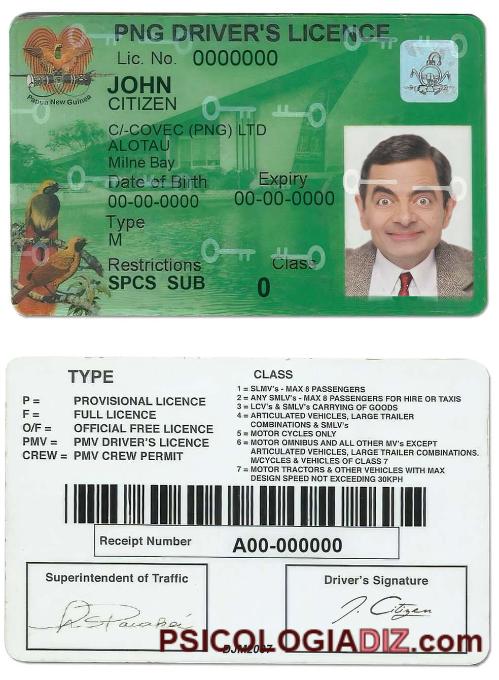 PNG DRIVER'S LICENCE
Lic. No. 0000000
Papua New Guinea
JOHN
CITIZEN
C/-COVEC (PNG) LTD
ALOTAU
Milne Bay
Date of Birth Expiry
00-00-0000 00-00-0000
Type
M
Restrictions Class
SPCS SUB 0
TYPE
P = PROVISIONAL LICENCE
F = FULL LICENCE
O/F = OFFICIAL FREE LICENCE
PMV = PMV DRIVER'S LICENCE
CREW = PMV CREW PERMIT
CLASS
1 = SLMV's - MAX 8 PASSENGERS
2 = ANY SMLV's - MAX 8 PASSENGERS FOR HIRE OR TAXIS
3 = LCV's & SMLV's CARRYING OF GOODS
4 = ARTICULATED VEHICLES, LARGE TRAILER
COMBINATIONS & SMLV's
5 = MOTOR CYCLES ONLY
6 = MOTOR OMNIBUS AND ALL OTHER MV's EXCEPT
ARTICULATED VEHICLES, LARGE TRAILER COMBINATIONS.
M/CYCLES & VEHICLES OF CLASS 7
7 = MOTOR TRACTORS & OTHER VEHICLES WITH MAX
DESIGN SPEED NOT EXCEEDING 30KPH
Receipt Number A00-000000
Superintendent of Traffic
Driver's Signature
J. Citizen
PSICOLOGIADIZ.com